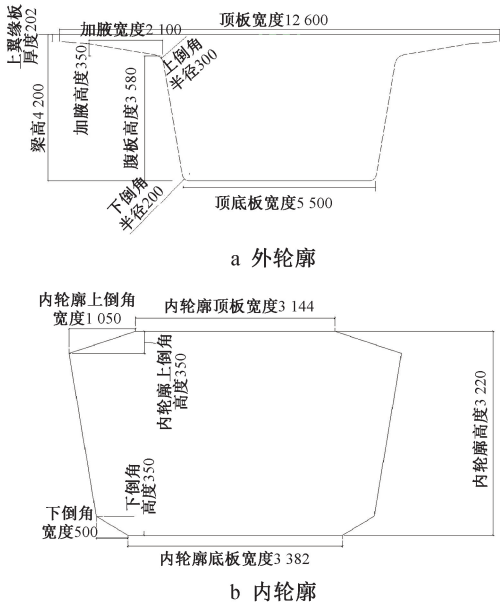 顶板宽度12 600
加腋宽度2 100
上翼缘板
厚度202
上倒角
半径300
加腋高度350
梁高4 200
腹板高度3 580
下倒角
半径200
顶底板宽度5 500
a 外轮廓
内轮廓上倒角
宽度1 050
内轮廓顶板宽度3 144
内轮廓上倒角
高度350
内轮廓高度3 220
下倒角
高度350
下倒角
宽度500
内轮廓底板宽度3 382
b 内轮廓